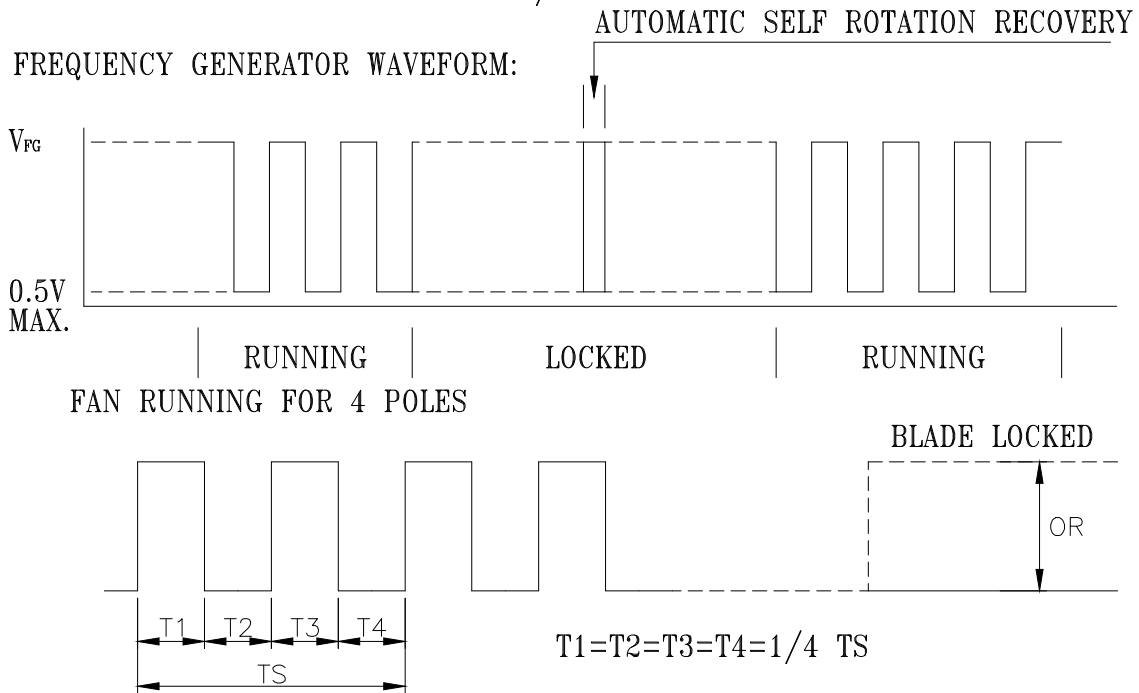 AUTOMATIC SELF ROTATION RECOVERY
FREQUENCY GENERATOR WAVEFORM:
VFG
0.5V
MAX.
RUNNING LOCKED RUNNING
FAN RUNNING FOR 4 POLES
BLADE LOCKED
OR
T1 T2 T3 T4
T1=T2=T3=T4=1/4 TS
TS